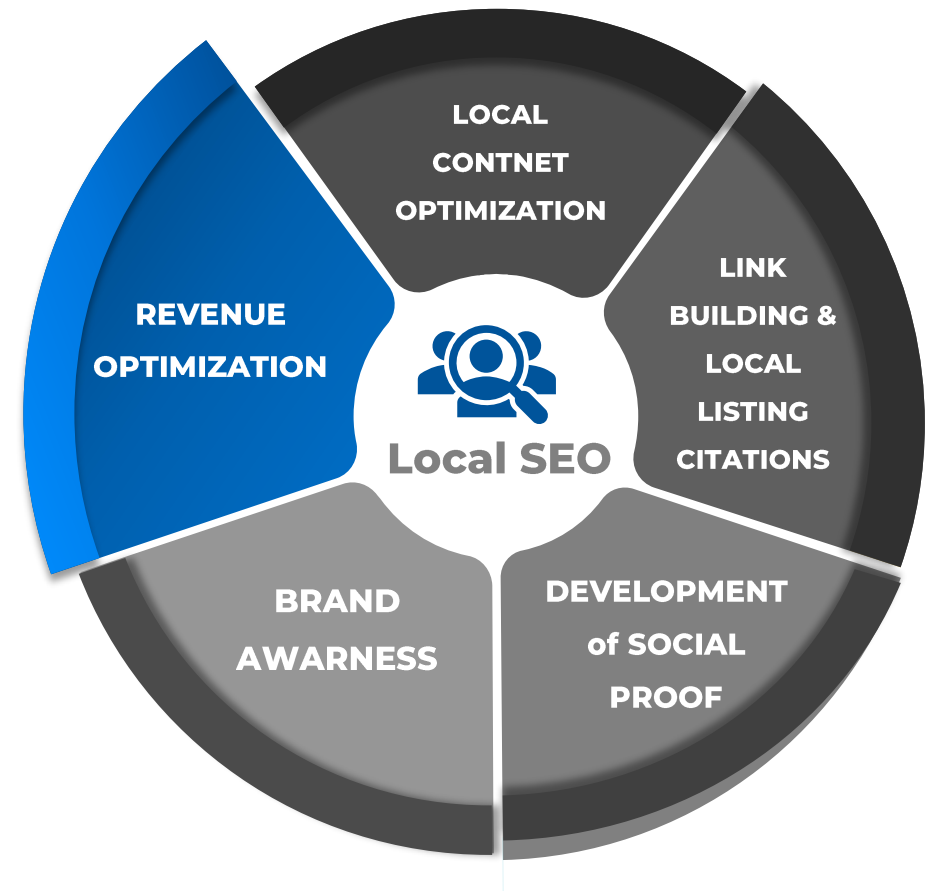 LOCAL
CONTNET
OPTIMIZATION
LINK
BUILDING &
LOCAL
LISTING
CITATIONS
DEVELOPMENT
of SOCIAL
PROOF
BRAND
AWARNESS
REVENUE
OPTIMIZATION
Local SEO